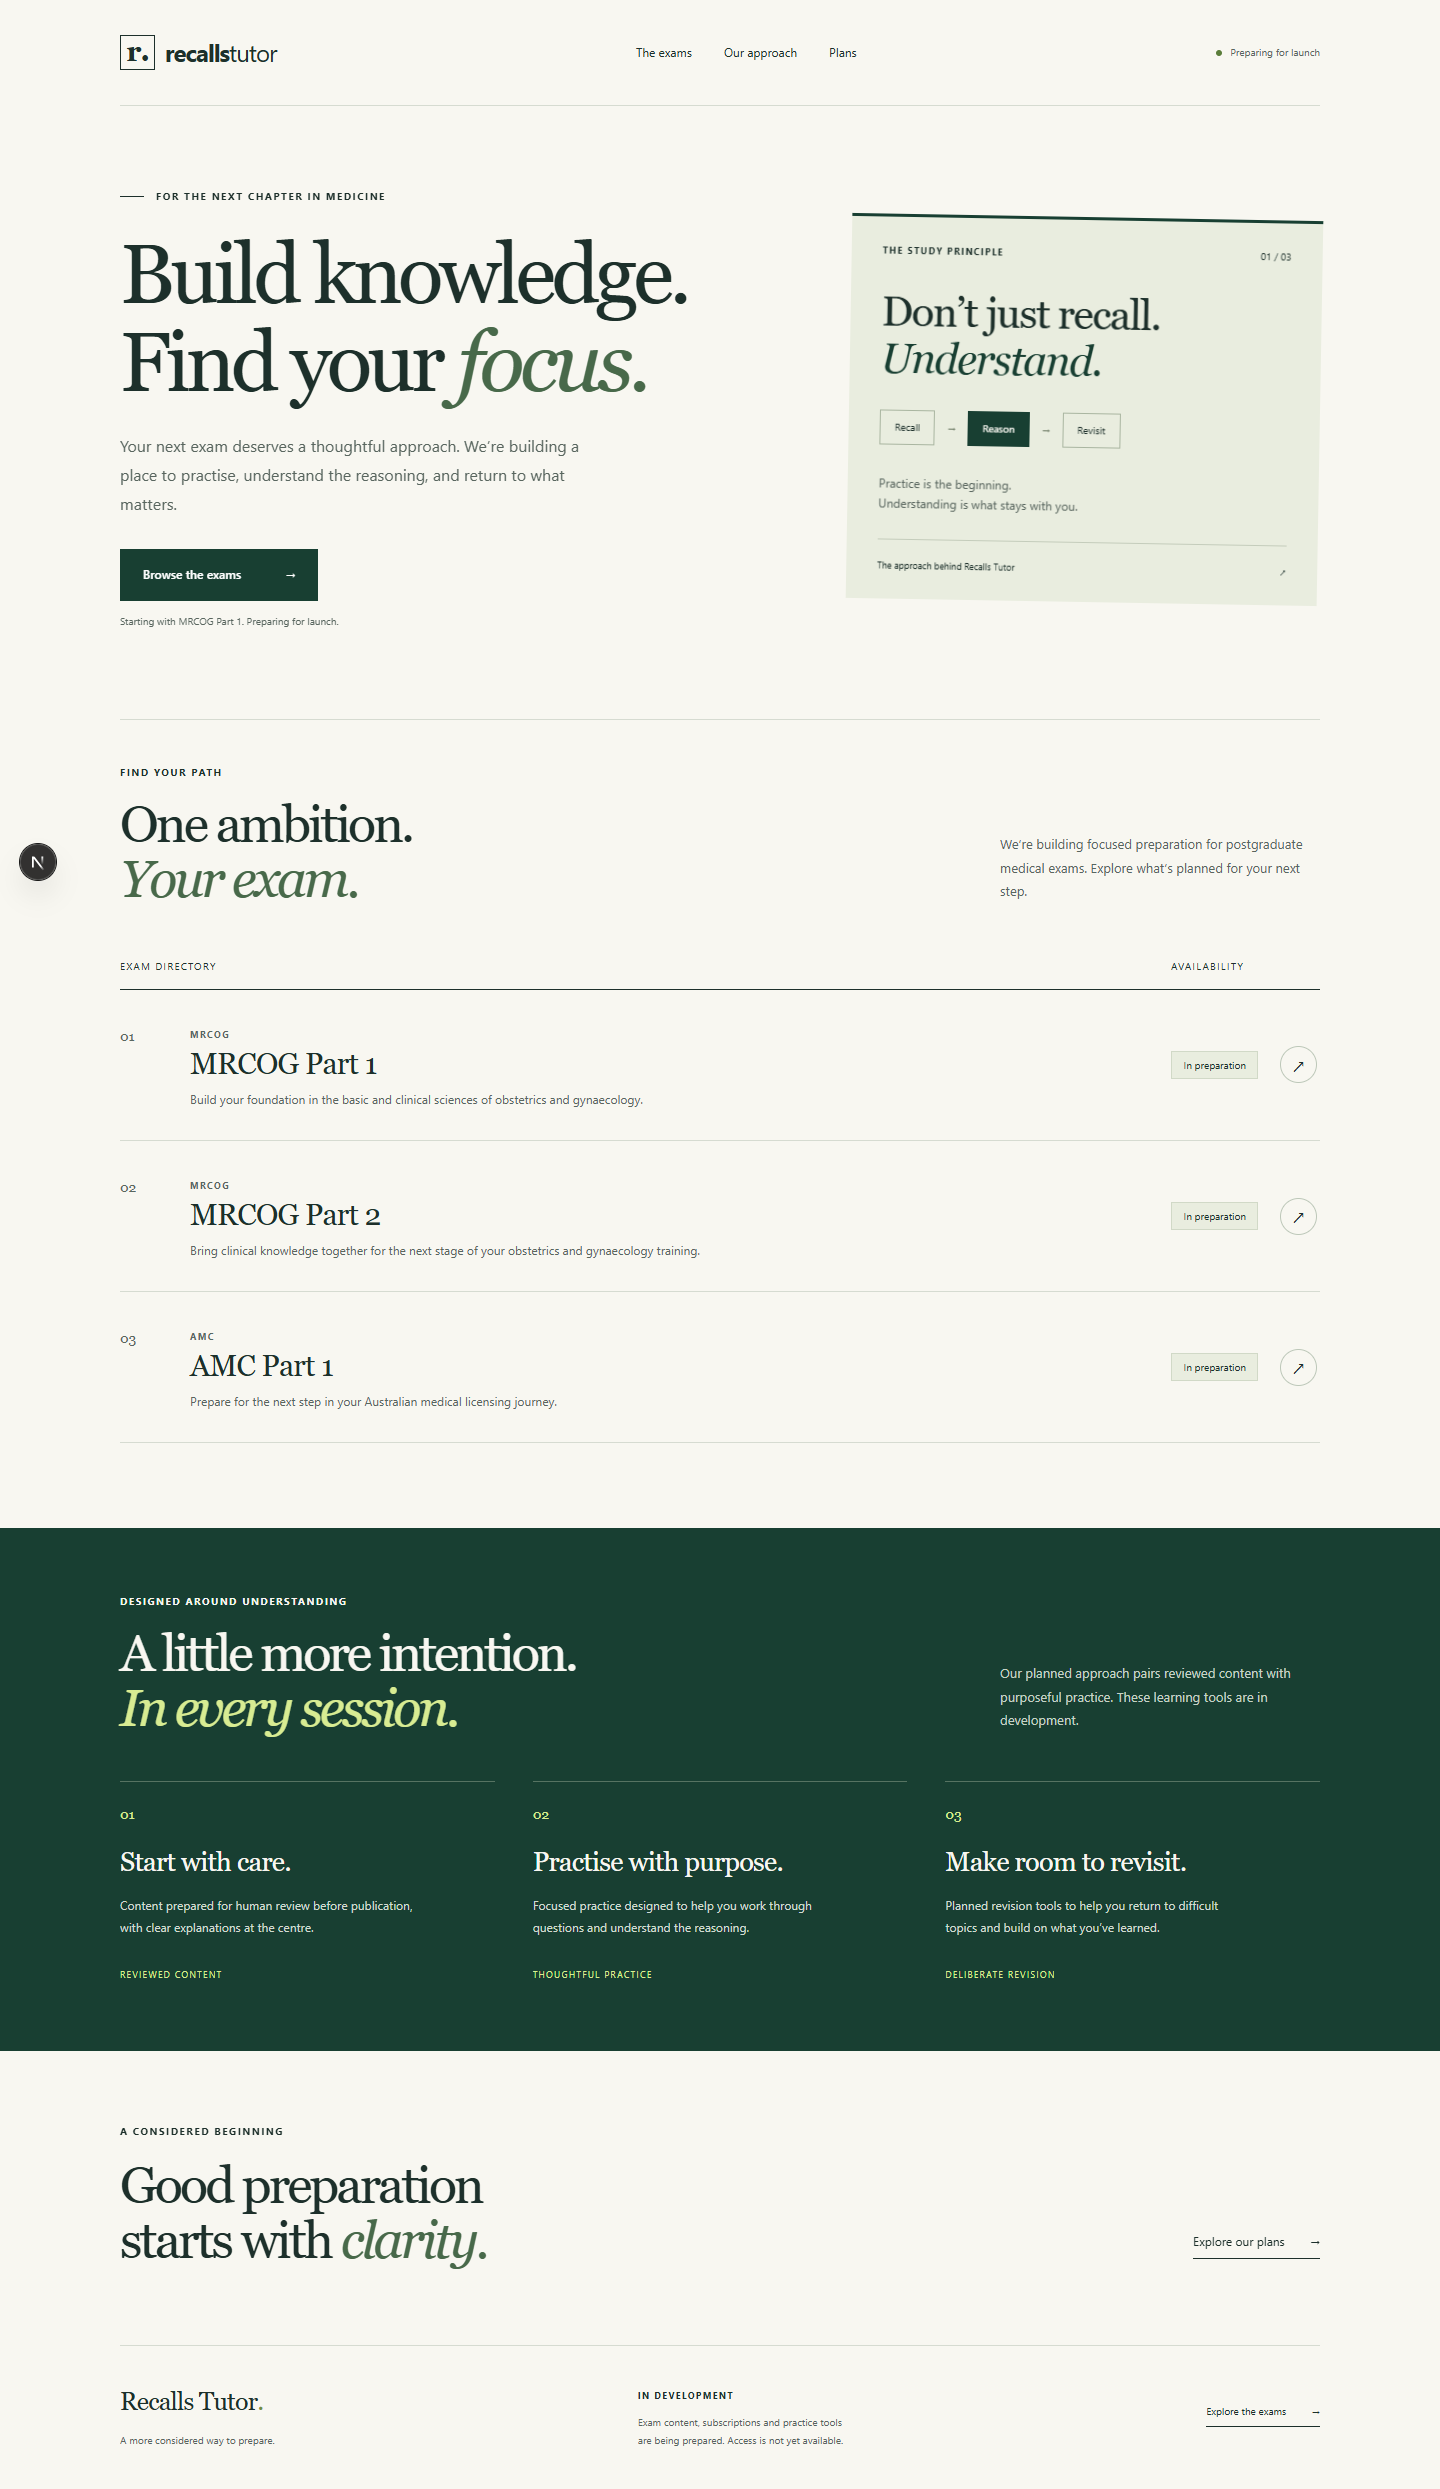 r. recallstutor
The exams Our approach Plans
Preparing for launch
FOR THE NEXT CHAPTER IN MEDICINE
Build knowledge.
Find your focus.
Your next exam deserves a thoughtful approach. We’re building a
place to practise, understand the reasoning, and return to what
matters.
Browse the exams →
Starting with MRCOG Part 1. Preparing for launch.
THE STUDY PRINCIPLE 01 / 03
Don’t just recall.
Understand.
Recall → Reason → Revisit
Practice is the beginning.
Understanding is what stays with you.
The approach behind Recalls Tutor ↗
FIND YOUR PATH
One ambition.
Your exam.
We’re building focused preparation for postgraduate
medical exams. Explore what’s planned for your next
step.
N
EXAM DIRECTORY AVAILABILITY
01 MRCOG
MRCOG Part 1
Build your foundation in the basic and clinical sciences of obstetrics and gynaecology.
In preparation ↗
02 MRCOG
MRCOG Part 2
Bring clinical knowledge together for the next stage of your obstetrics and gynaecology training.
In preparation ↗
03 AMC
AMC Part 1
Prepare for the next step in your Australian medical licensing journey.
In preparation ↗
DESIGNED AROUND UNDERSTANDING
A little more intention.
In every session.
Our planned approach pairs reviewed content with
purposeful practice. These learning tools are in
development.
01
Start with care.
Content prepared for human review before publication,
with clear explanations at the centre.
REVIEWED CONTENT
02
Practise with purpose.
Focused practice designed to help you work through
questions and understand the reasoning.
THOUGHTFUL PRACTICE
03
Make room to revisit.
Planned revision tools to help you return to difficult
topics and build on what you’ve learned.
DELIBERATE REVISION
A CONSIDERED BEGINNING
Good preparation
starts with clarity.
Explore our plans →
Recalls Tutor.
A more considered way to prepare.
IN DEVELOPMENT
Exam content, subscriptions and practice tools
are being prepared. Access is not yet available.
Explore the exams →